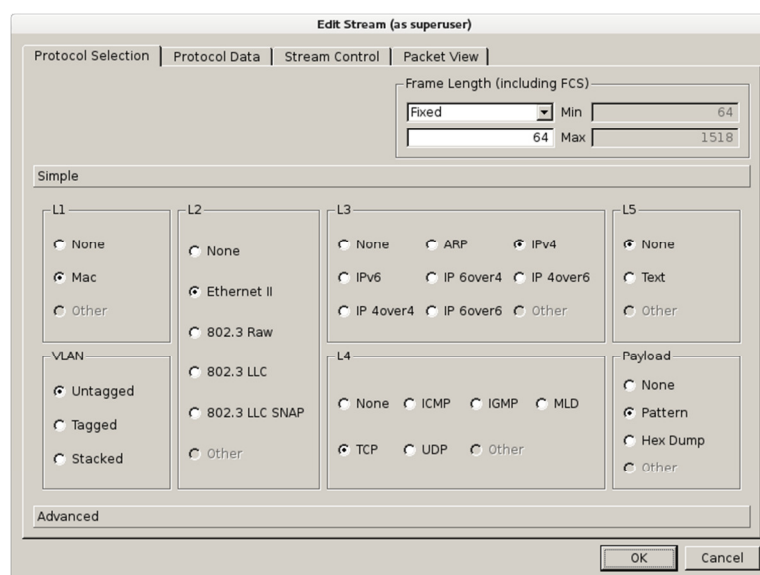 Edit Stream (as superuser)
Protocol Selection Protocol Data Stream Control Packet View
Frame Length (including FCS)
Fixed Min 64
64 Max 1518
Simple
L1
None
Mac
Other
VLAN
Untagged
Tagged
Stacked
L2
None
Ethernet II
802.3 Raw
802.3 LLC
802.3 LLC SNAP
Other
L3
None ARP IPv4
IPv6 IP 6over4 IP 4over6
IP 4over4 IP 6over6 Other
L4
None ICMP IGMP MLD
TCP UDP Other
L5
None
Text
Other
Payload
None
Pattern
Hex Dump
Other
Advanced
OK Cancel